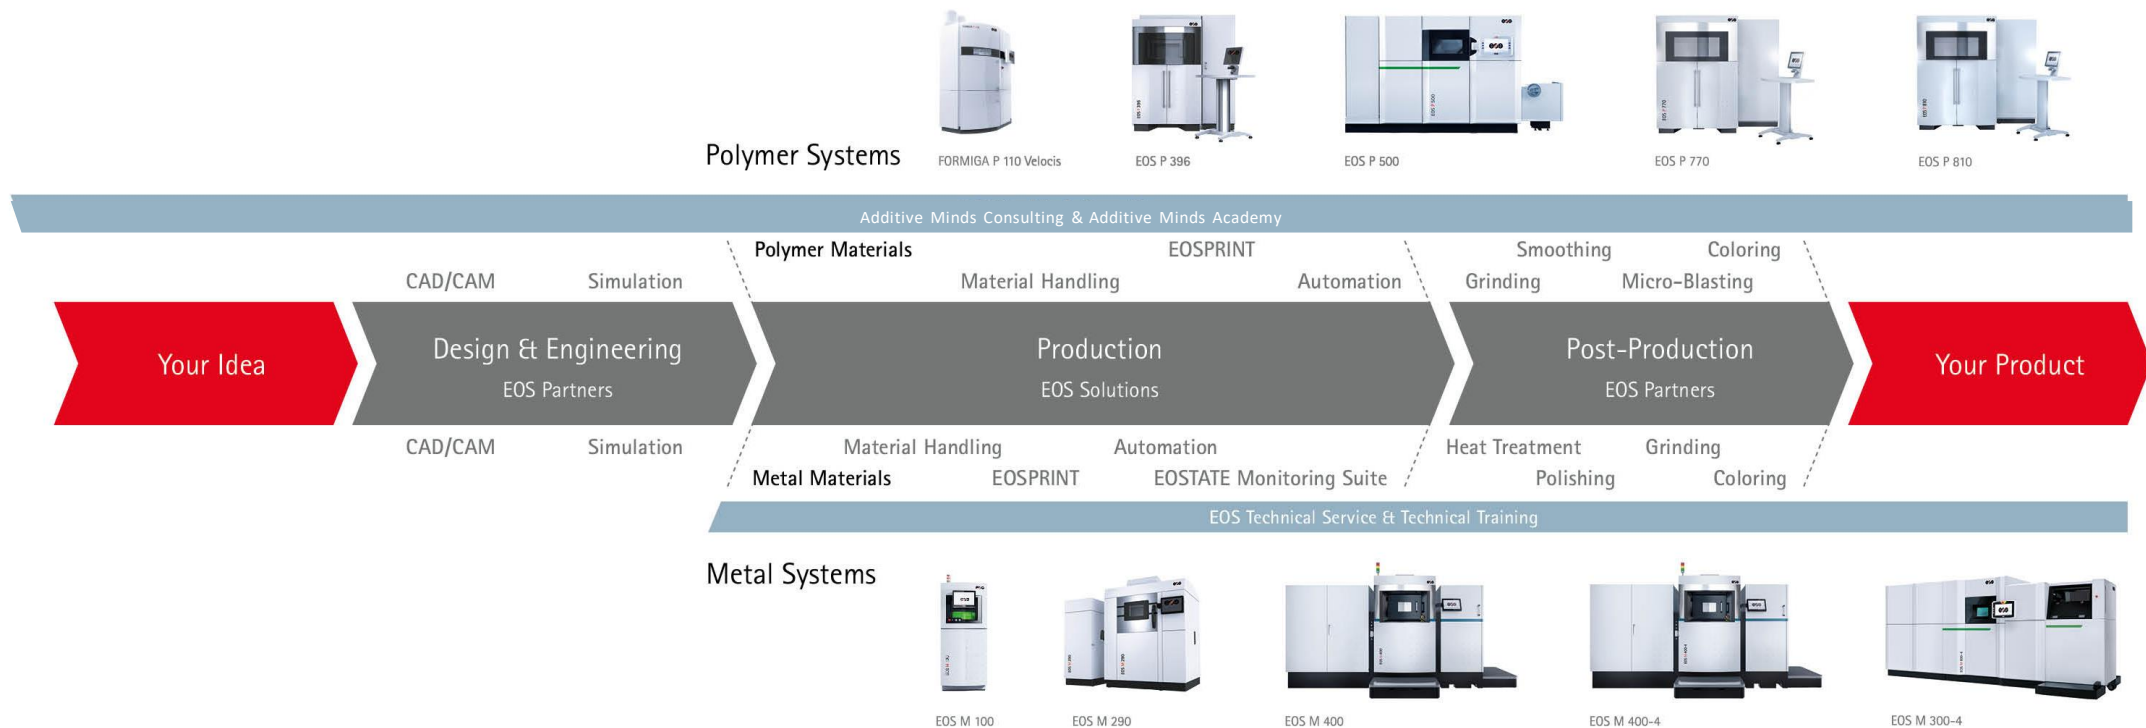 Polymer Systems
FORMIGA P 110 Velocis
EOS P 396
EOS P 500
EOS P 770
EOS P 810
Additive Minds Consulting & Additive Minds Academy
Polymer Materials
EOSPRINT
Smoothing
Coloring
CAD/CAM
Simulation
Material Handling
Automation
Grinding
Micro-Blasting
Your Idea
Design & Engineering
EOS Partners
Production
EOS Solutions
Post-Production
EOS Partners
Your Product
CAD/CAM
Simulation
Material Handling
Automation
Heat Treatment
Grinding
Metal Materials
EOSPRINT
EOSTATE Monitoring Suite
Polishing
Coloring
EOS Technical Service & Technical Training
Metal Systems
EOS M 100
EOS M 290
EOS M 400
EOS M 400-4
EOS M 300-4